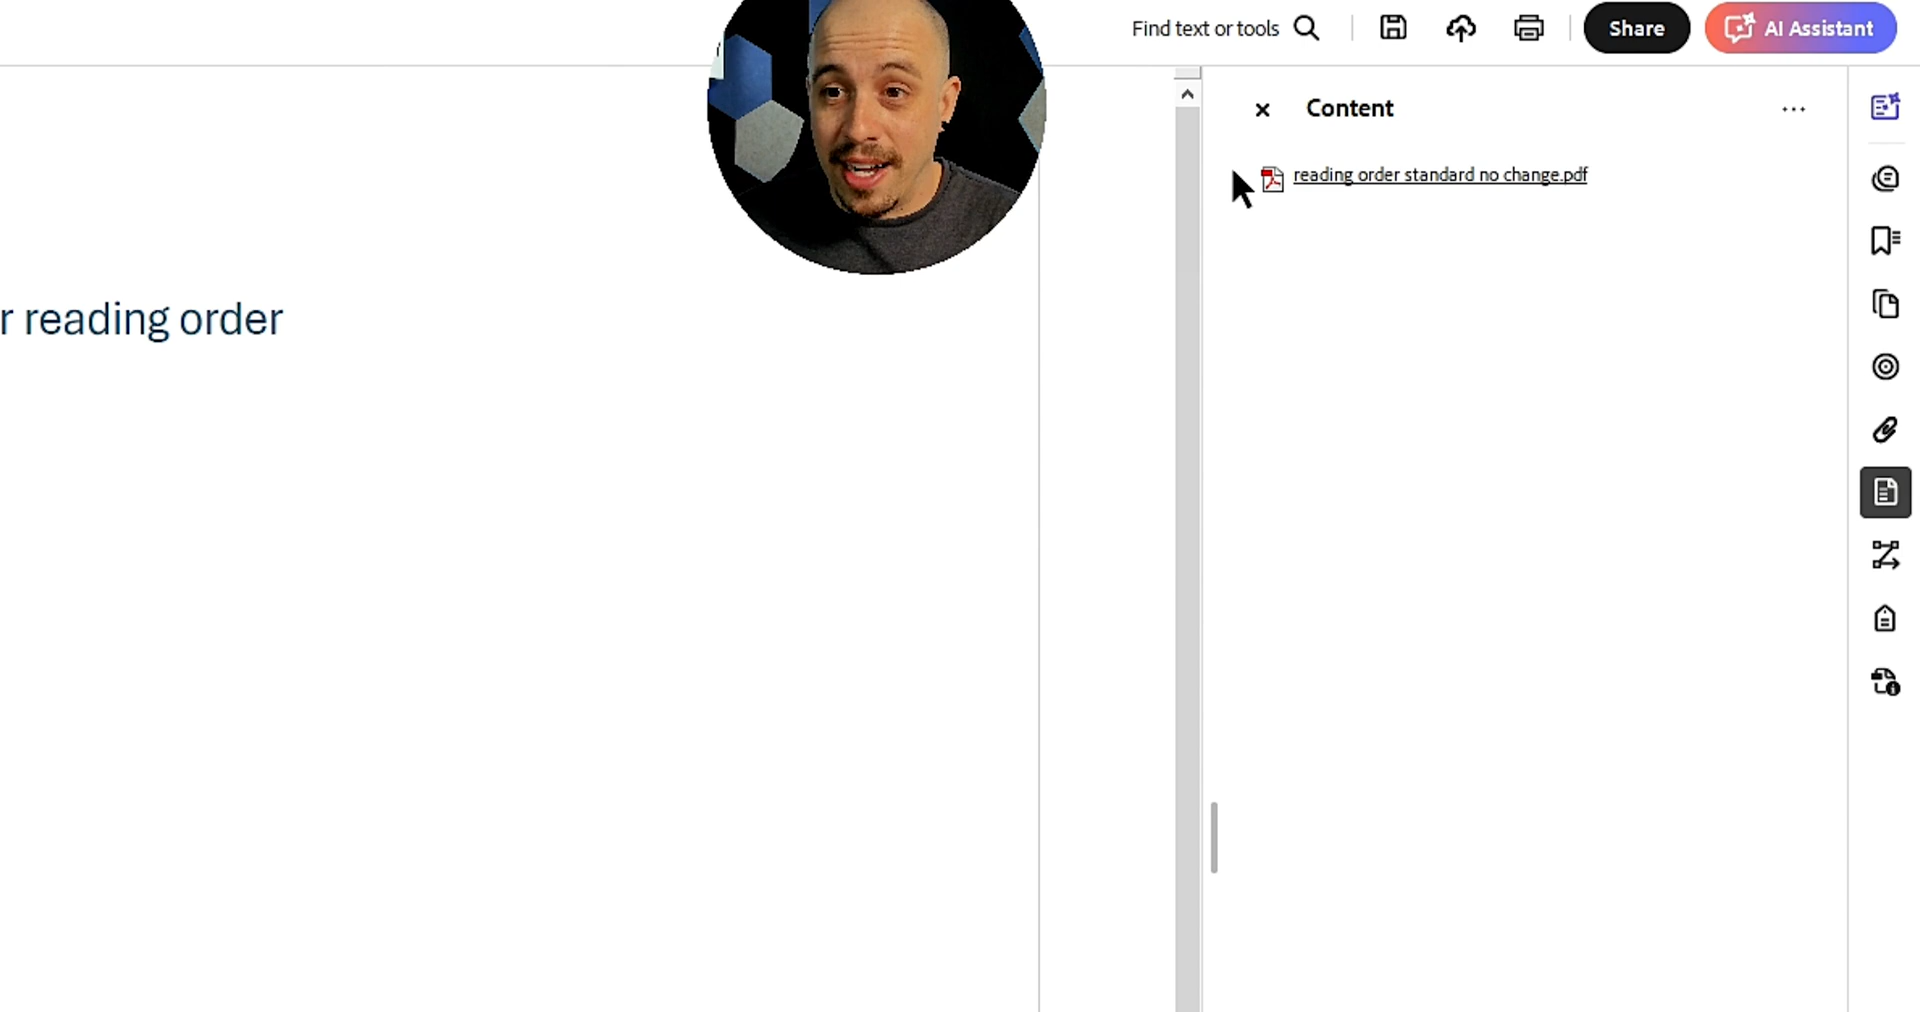 Find text or tools
Share
AI Assistant
Content
reading order standard no change.pdf
r reading order